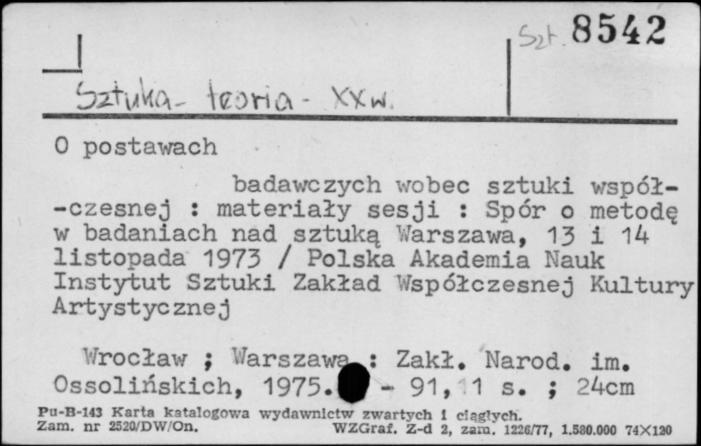 Szt. 8542
Sztuka - teoria - XX w.
O postawach
badawczych wobec sztuki współ-
-czesnej : materiały sesji : Spór o metodę
w badaniach nad sztuką Warszawa, 13 i 14
listopada 1973 / Polska Akademia Nauk
Instytut Sztuki Zakład Współczesnej Kultury
Artystycznej
Wrocław ; Warszawa : Zakł. Narod. im.
Ossolińskich, 1975. - 91, 1 s. ; 24cm
Pu-B-143 Karta katalogowa wydawnictw zwartych i ciągłych.
Zam. nr 2520/DW/On. WZGraf. Z-d 2, zam. 1226/77, 1.580.000 74X120